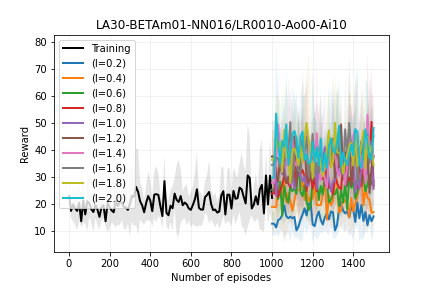 LA30-BETAm01-NN016/LR0010-Ao00-Ai10
Reward
80
70
60
50
40
30
20
10
Training
(I=0.2)
(I=0.4)
(I=0.6)
(I=0.8)
(I=1.0)
(I=1.2)
(I=1.4)
(I=1.6)
(I=1.8)
(I=2.0)
0 200 400 600 800 1000 1200 1400
Number of episodes